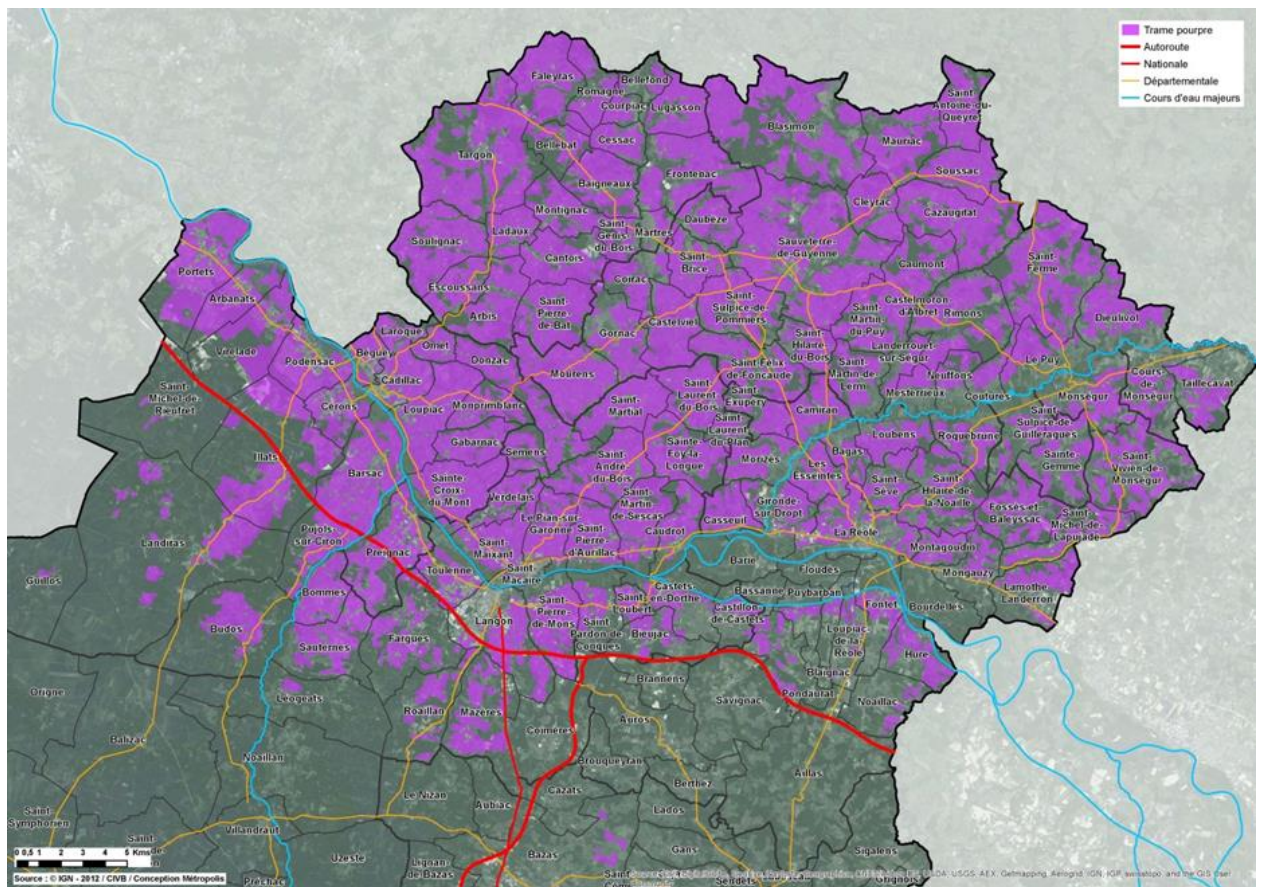 Trame pourpre
Autoroute
Nationale
Départementale
Cours d'eau majeurs
Faleyras
Bellefond
Romagne
Courpiac
Lugasson
Saint
Antoine-du-
Queyret
Blasimon
Cessac
Mauriac
Targon
Bellebat
Frontenac
Soussac
Baigneaux
Cleyrac
Cazaugitat
Montignac
Daubèze
Saint-
Genis-
du-Bois
Martres
Soulignac
Ladaux
Sauveterre-
de-Guyenne
Cantois
Saint-
Brice
Caumont
Saint-
Ferme
Portets
Coirac
Arbanats
Escoussans
Saint-
Pierre-
de-Bat
Saint-
Sulpice-de-
Pommiers
Castelmoron-
d'Albret
Rimons
Saint-
Martin-
du-Puy
Dieulivol
Arbis
Castelviel
Gornac
Laroque
Omet
Virelade
Podensac
Béguey
Donzac
Saint-
Hilaire-
du-Bois
Landerrouet-
sur-Ségur
Le Puy
Saint-Félix
de-Foncaude
Saint-
Michel-de-
Rieufret
Cadillac
Mourens
Saint-
Martin-de-
Lerm
Neuffons
Cours-
de-
Monségur
Taillecavat
Cérons
Loupiac
Monprimblanc
Saint-
Martial
Saint-
Laurent-
du-Bois
Saint-
Exupéry
Mesterrieux
Coutures
Monségur
Camiran
Saint-
Laurent
du-Plan
Saint
Sulpice-de-
Guilleragues
Gabarnac
Semens
Sainte-
Foy-la-
Longue
Loubens
Roquebrune
Illats
Barsac
Saint-
André
du-Bois
Morizès
Bagas
Les
Esseintes
Sainte
Gemme
Saint-
Vivien-de-
Monségur
Sainte-
Croix-
du-Mont
Verdelais
Saint-
Martin
de-Sescas
Saint-
Sève
Saint-
Hilaire-de-
la-Noaille
Gironde-
sur-Dropt
Fossès-et
Baleyssac
Saint-
Michel-de-
Lapujade
Le Pian-sur-
Garonne
Saint-
Pierre-
d'Aurillac
Caudrot
Casseuil
La Réole
Landiras
Pujols-
sur-Ciron
Preignac
Saint-
Maixant
Montagoudin
Guillos
Toulenne
Saint-
Macaire
Barie
Floudès
Mongauzy
Bommes
Castets
en-Dorthe
Bassanne
Puybarban
Lamothe-
Landerron
Saint-
Pierre-
de-Mons
Saint-
Loubert
Castillon-
de-Castets
Fontet
Bourdelles
Budos
Langon
Sauternes
Fargues
Saint
Pardon-de-
Conques
Bieujac
Loupiac
de-la-
Réole
Hure
Blaignac
Origne
Léogeats
Brannens
Savignac
Pondaurat
Noaillac
Roaillan
Mazères
Balizac
Coimères
Auros
Noaillan
Brouqueyran
Aillas
Le Nizan
Cazats
Berthez
Aubiac
Lados
Saint
Symphorien
Villandraut
Uzeste
Lignan
de-Bazas
Bazas
Gans
Sigalens
Préchac
Sendets
Grignols
0 0,5 1 2 3 4 5 Kms
Source : © IGN - 2012 / CIVB / Conception Métropolis
USGS, AEX, Getmapping, Aerogrid, IGN, IGP, swisstopo, and the GIS User